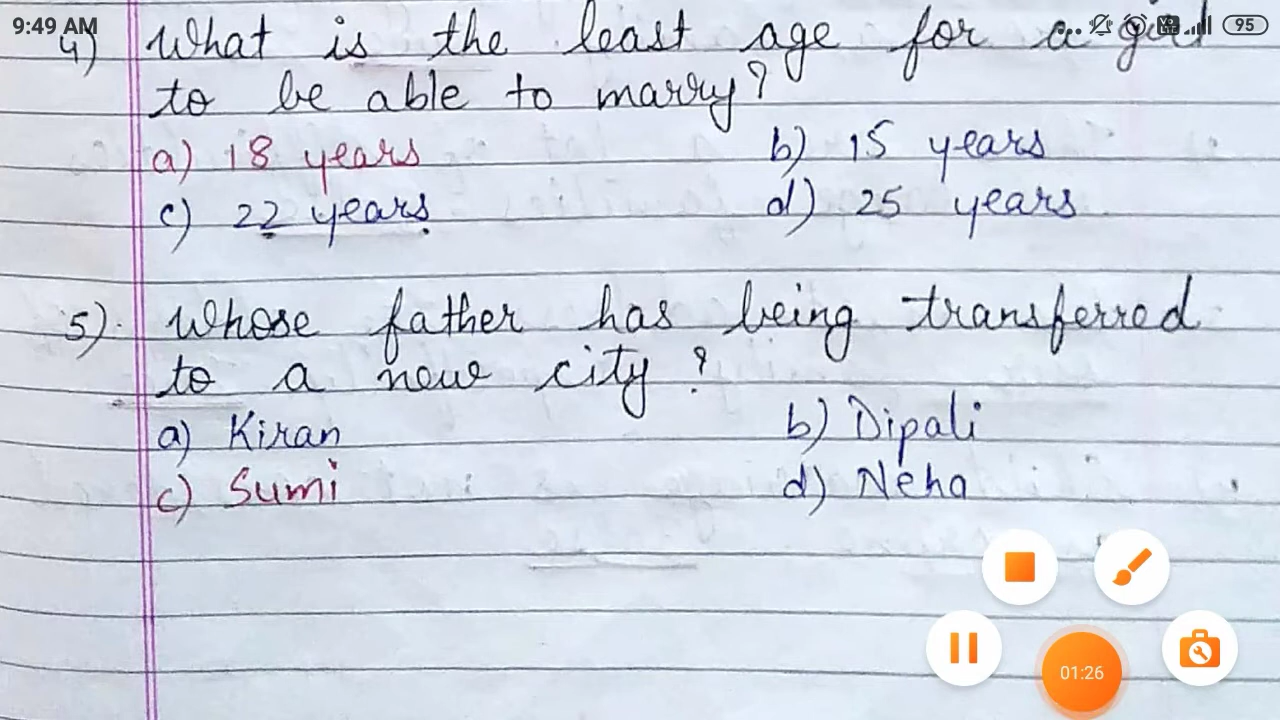 9:49 AM
95
4) What is the least age for a girl
to be able to marry?
a) 18 years b) 15 years
c) 22 years d) 25 years
5) Whose father has being transferred
to a new city ?
a) Kiran b) Dipali
c) Sumi d) Neha
01:26